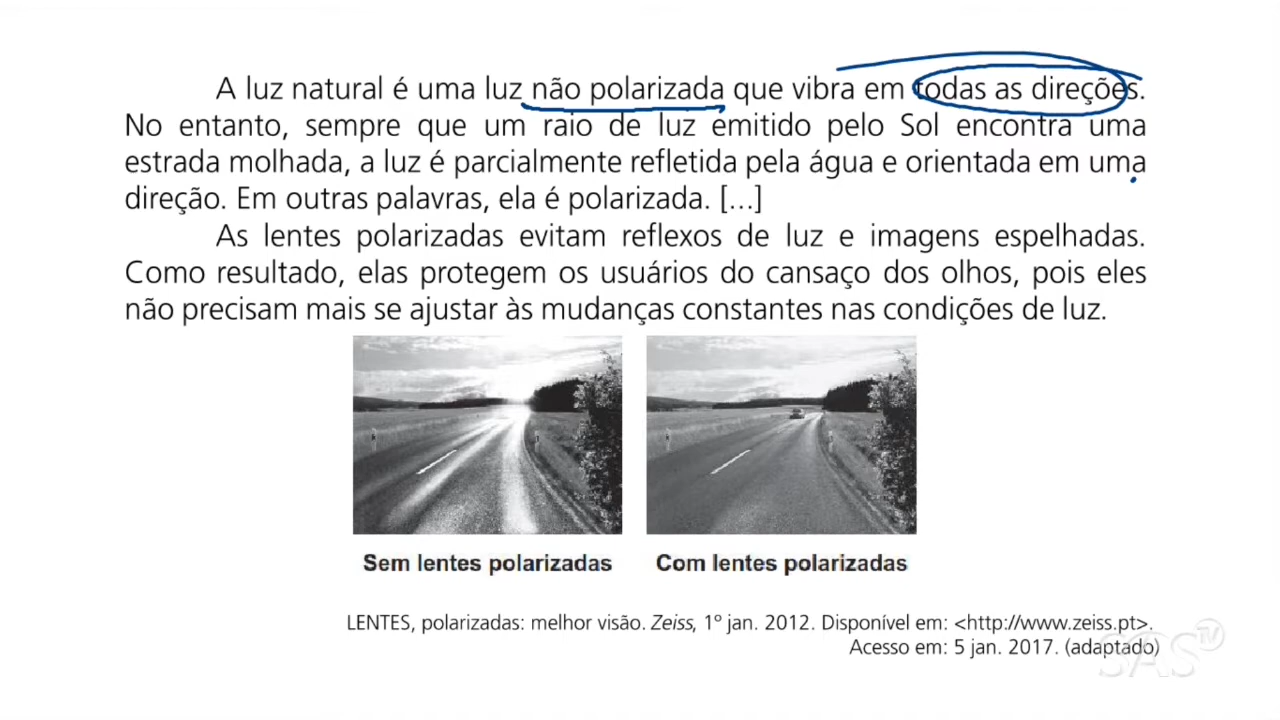 A luz natural é uma luz não polarizada que vibra em todas as direções.
No entanto, sempre que um raio de luz emitido pelo Sol encontra uma
estrada molhada, a luz é parcialmente refletida pela água e orientada em uma
direção. Em outras palavras, ela é polarizada. [...]
As lentes polarizadas evitam reflexos de luz e imagens espelhadas.
Como resultado, elas protegem os usuários do cansaço dos olhos, pois eles
não precisam mais se ajustar às mudanças constantes nas condições de luz.
Sem lentes polarizadas
Com lentes polarizadas
LENTES, polarizadas: melhor visão. Zeiss, 1º jan. 2012. Disponível em: <http://www.zeiss.pt>.
Acesso em: 5 jan. 2017. (adaptado)
SAS TV